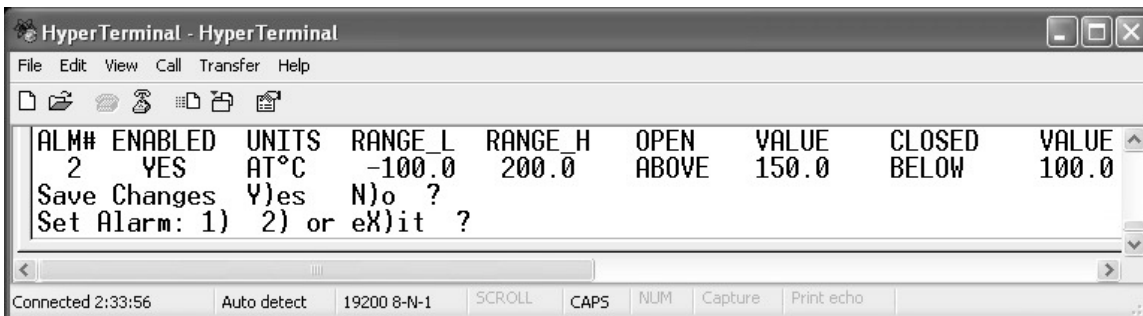 HyperTerminal - HyperTerminal
File Edit View Call Transfer Help
ALM# ENABLED UNITS RANGE_L RANGE_H OPEN VALUE CLOSED VALUE
2 YES AT°C -100.0 200.0 ABOVE 150.0 BELOW 100.0
Save Changes Y)es N)o ?
Set Alarm: 1) 2) or eX)it ?
Connected 2:33:56 Auto detect 19200 8-N-1 SCROLL CAPS NUM Capture Print echo